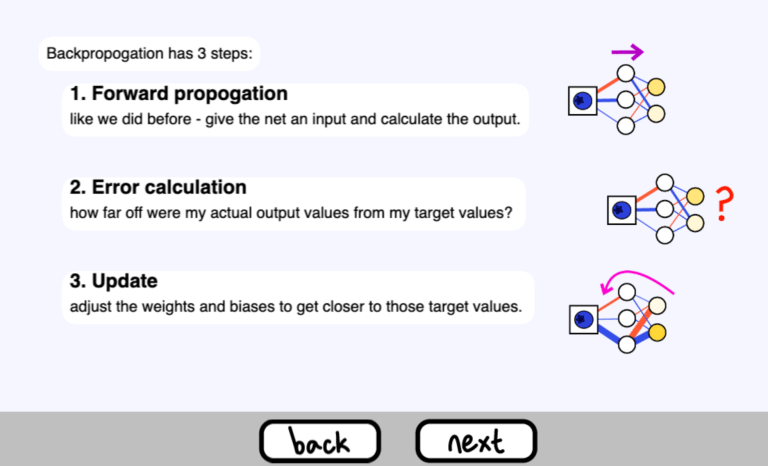 Backpropogation has 3 steps:
1. Forward propogation
like we did before - give the net an input and calculate the output.
2. Error calculation
how far off were my actual output values from my target values?
?
3. Update
adjust the weights and biases to get closer to those target values.
back
next